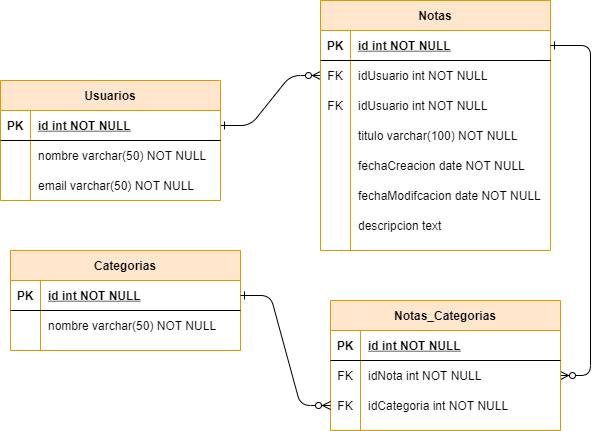 Notas
PK id int NOT NULL
FK idUsuario int NOT NULL
FK idUsuario int NOT NULL
titulo varchar(100) NOT NULL
fechaCreacion date NOT NULL
fechaModifcacion date NOT NULL
descripcion text
Usuarios
PK id int NOT NULL
nombre varchar(50) NOT NULL
email varchar(50) NOT NULL
Categorias
PK id int NOT NULL
nombre varchar(50) NOT NULL
Notas_Categorias
PK id int NOT NULL
FK idNota int NOT NULL
FK idCategoria int NOT NULL